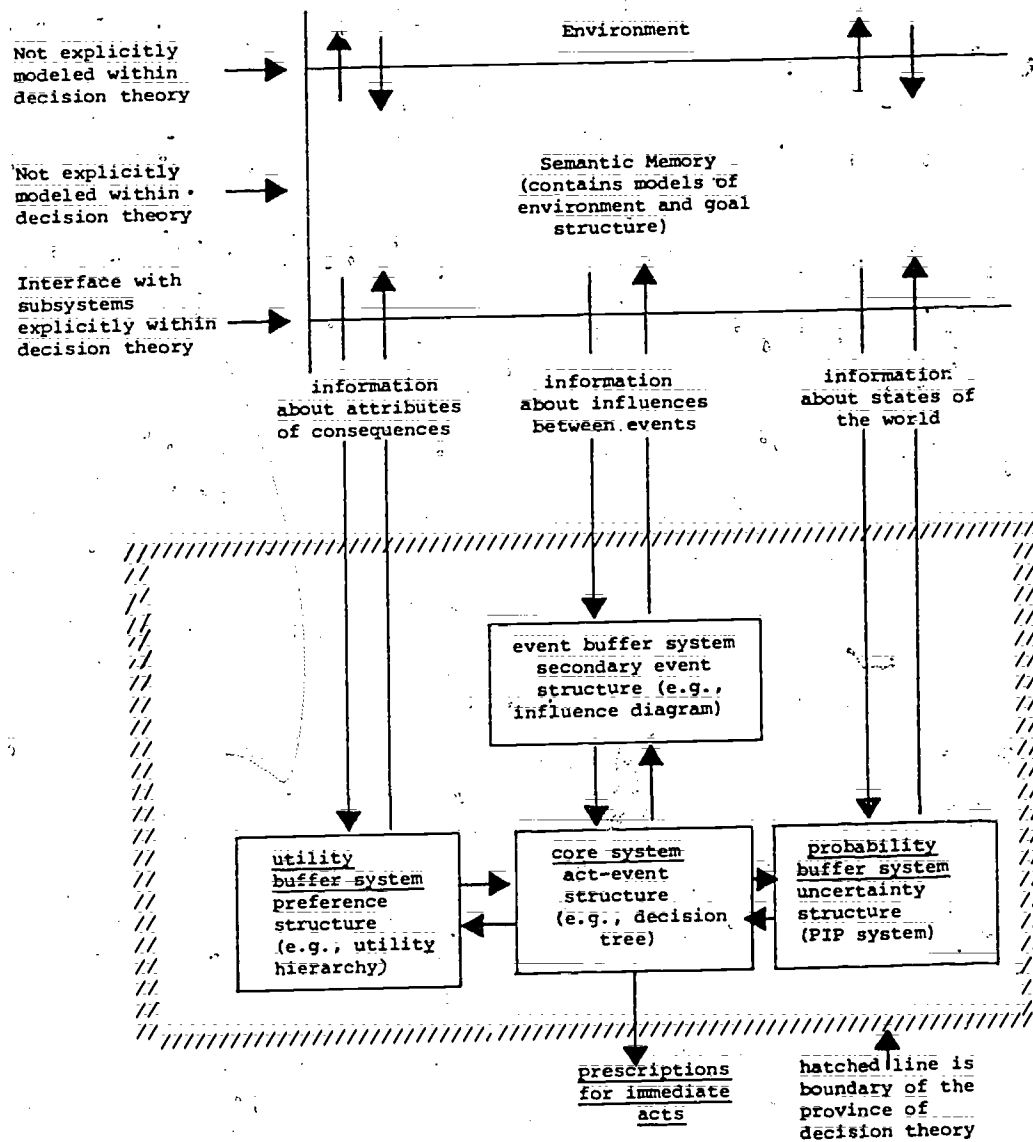 Environment
Not explicitly
modeled within
decision theory
Not explicitly
modeled within
decision theory
Semantic Memory
(contains models of
environment and goal
structure)
Interface with
subsystems
explicitly within
decision theory
information
about attributes
of consequences
information
about influences
between events
information
about states of
the world
event buffer system
secondary event
structure (e.g.,
influence diagram)
utility
buffer system
preference
structure
(e.g., utility
hierarchy)
core system
act-event
structure
(e.g., decision
tree)
probability
buffer system
uncertainty
structure
(PIP system)
prescriptions
for immediate
acts
hatched line is
boundary of the
province of
decision theory